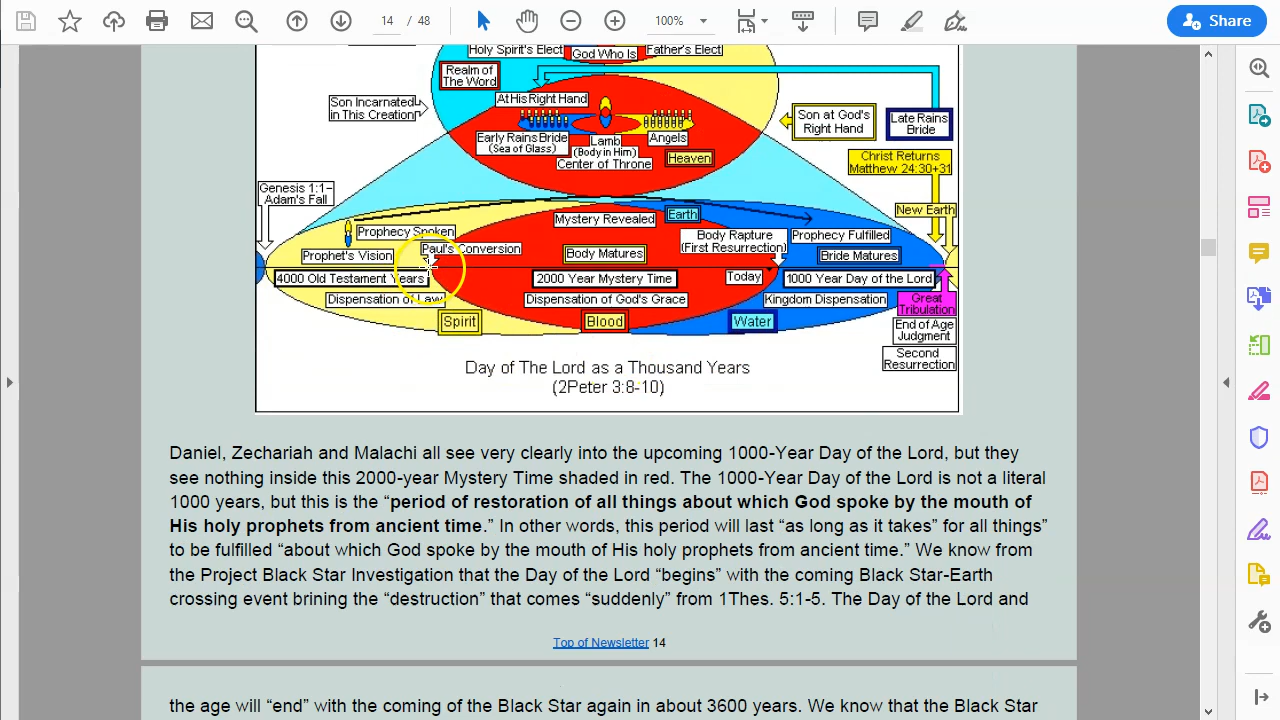 14 / 48
100%
Share
Holy Spirit's Elect
God Who Is
Father's Elect
Realm of
The Word
Son Incarnated
in This Creation
At His Right Hand
Early Rains Bride
(Sea of Glass)
Lamb
(Body in Him)
Center of Throne
Angels
Heaven
Son at God's
Right Hand
Late Rains
Bride
Christ Returns
Matthew 24:30+31
Genesis 1:1-
Adam's Fall
New Earth
Prophecy Spoken
Mystery Revealed
Earth
Prophet's Vision
Paul's Conversion
Body Matures
Body Rapture
(First Resurrection)
Prophecy Fulfilled
Bride Matures
4000 Old Testament Years
2000 Year Mystery Time
Today
1000 Year Day of the Lord
Dispensation of Law
Dispensation of God's Grace
Kingdom Dispensation
Great
Tribulation
Spirit
Blood
Water
End of Age
Judgment
Second
Resurrection
Day of The Lord as a Thousand Years
(2Peter 3:8-10)
Daniel, Zechariah and Malachi all see very clearly into the upcoming 1000-Year Day of the Lord, but they
see nothing inside this 2000-year Mystery Time shaded in red. The 1000-Year Day of the Lord is not a literal
1000 years, but this is the “period of restoration of all things about which God spoke by the mouth of
His holy prophets from ancient time.” In other words, this period will last “as long as it takes” for all things”
to be fulfilled “about which God spoke by the mouth of His holy prophets from ancient time.” We know from
the Project Black Star Investigation that the Day of the Lord “begins” with the coming Black Star-Earth
crossing event brining the “destruction” that comes “suddenly” from 1Thes. 5:1-5. The Day of the Lord and
Top of Newsletter 14
the age will “end” with the coming of the Black Star again in about 3600 years. We know that the Black Star